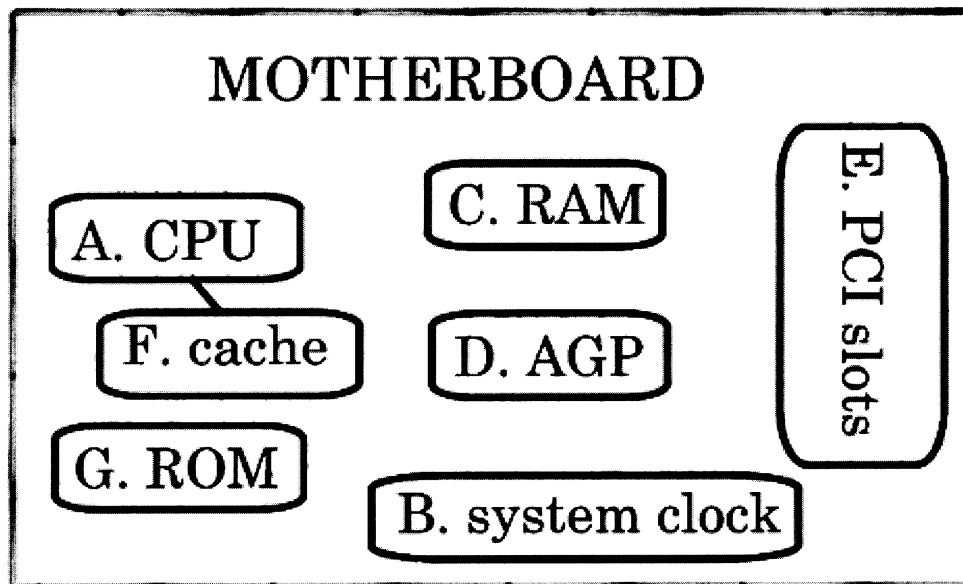 MOTHERBOARD
A. CPU
C. RAM
E. PCI slots
F. cache
D. AGP
G. ROM
B. system clock